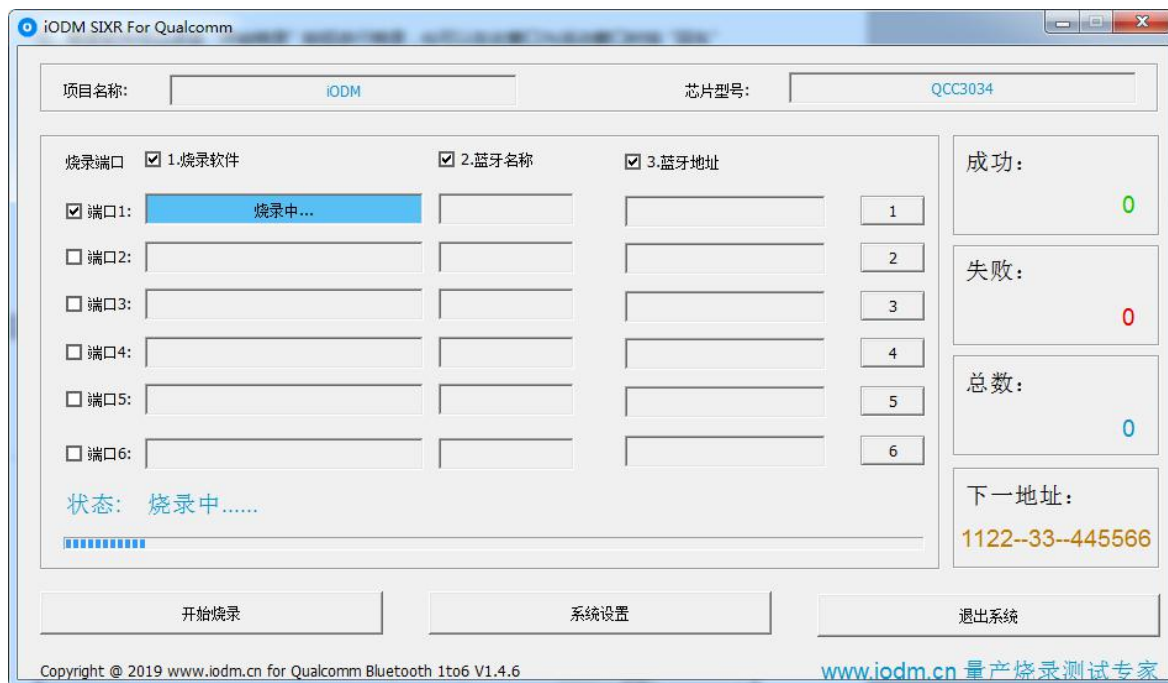 iODM SIXR For Qualcomm
项目名称: iODM 芯片型号: QCC3034
烧录端口 1.烧录软件 2.蓝牙名称 3.蓝牙地址
端口1: 烧录中... 1
端口2: 2
端口3: 3
端口4: 4
端口5: 5
端口6: 6
状态: 烧录中......
成功:
0
失败:
0
总数:
0
下一地址:
1122--33--445566
开始烧录 系统设置 退出系统
Copyright @ 2019 www.iodm.cn for Qualcomm Bluetooth 1to6 V1.4.6
www.iodm.cn 量产烧录测试专家